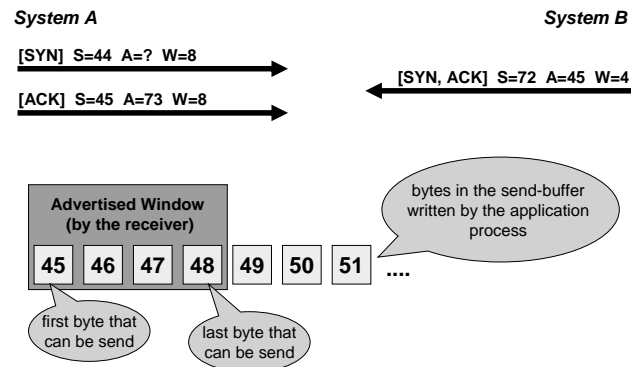 System A
System B
[SYN] S=44 A=? W=8
[SYN, ACK] S=72 A=45 W=4
[ACK] S=45 A=73 W=8
bytes in the send-buffer
written by the application
process
Advertised Window
(by the receiver)
45 46 47 48 49 50 51 ....
first byte that
can be send
last byte that
can be send